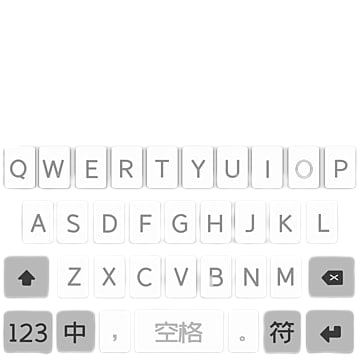 Q W E R T Y U I O P
A S D F G H J K L
Z X C V B N M
123 中 , 空格 。 符